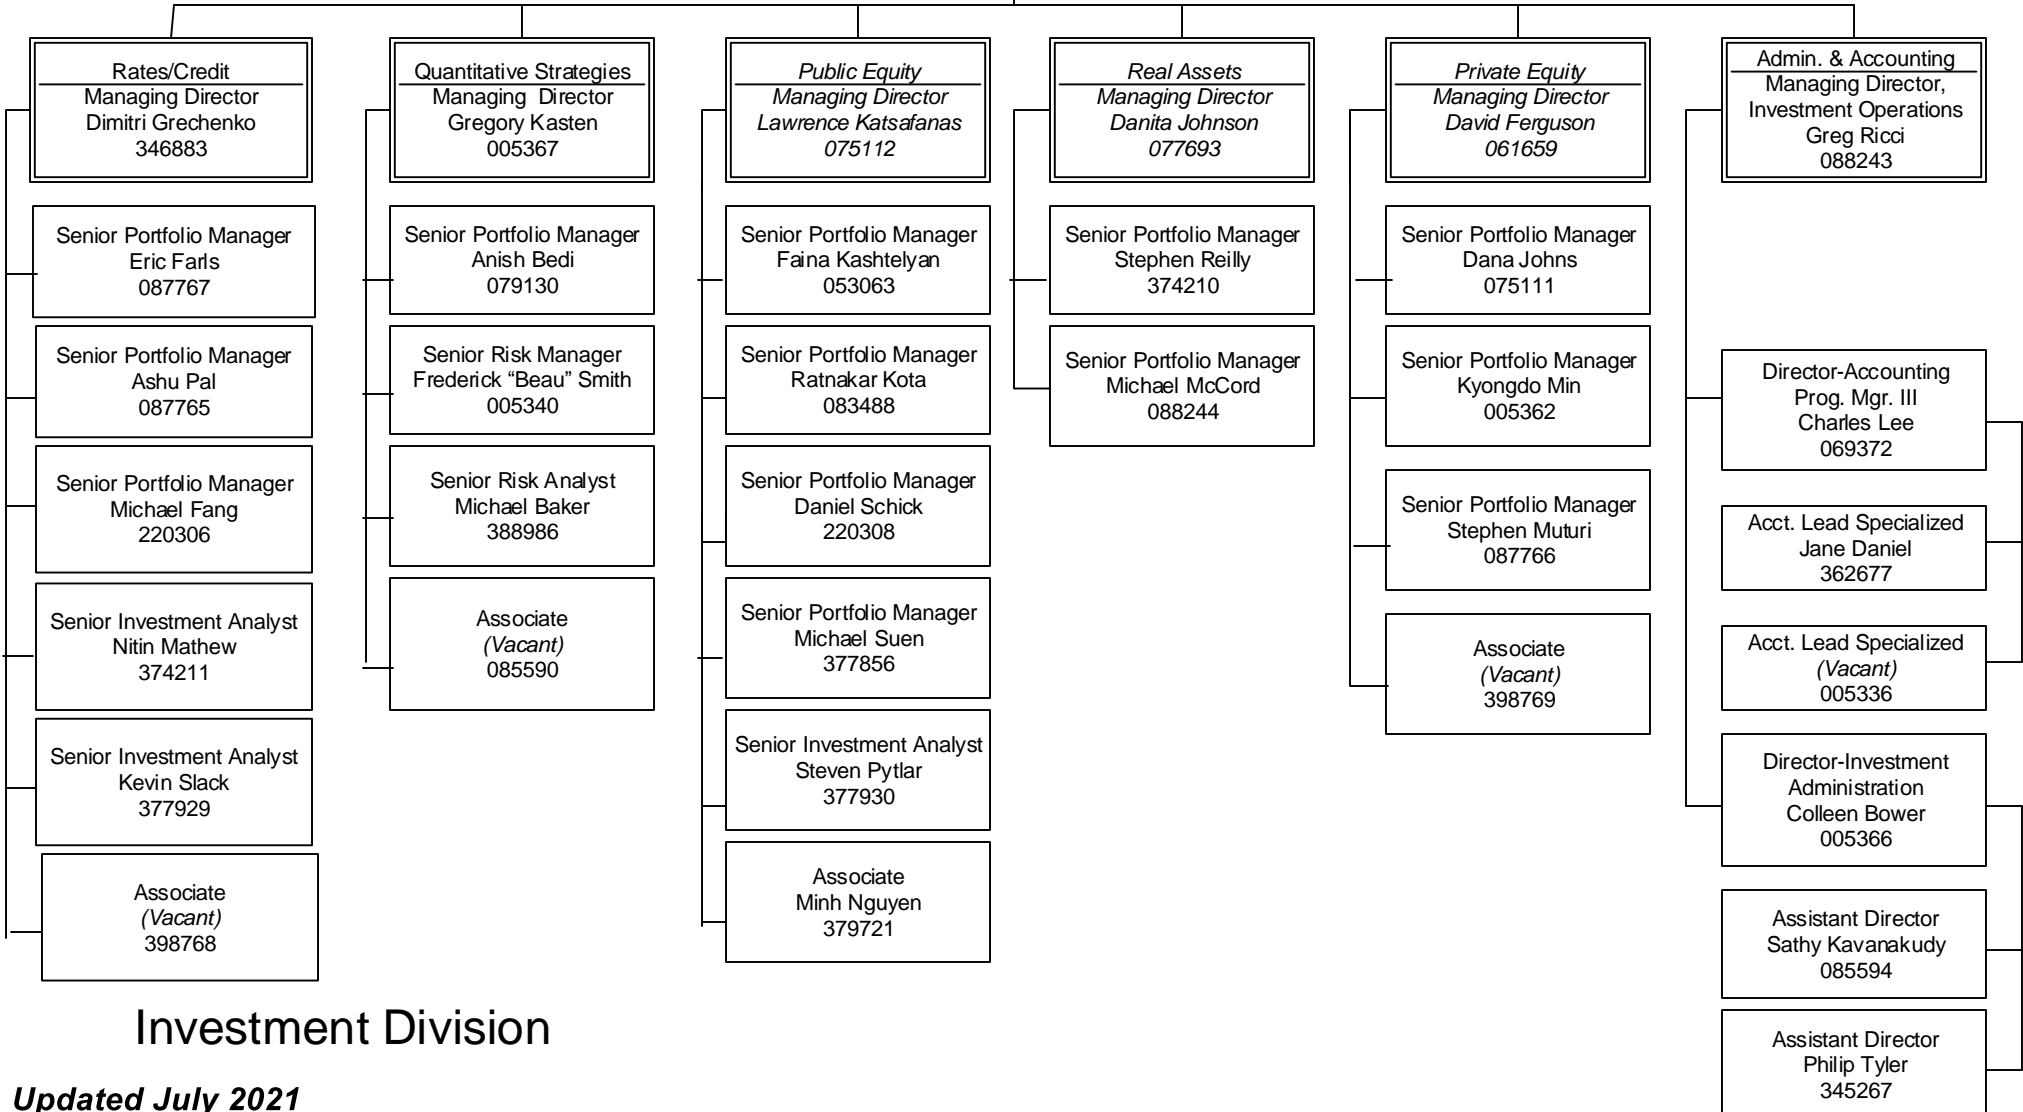 Rates/Credit
Managing Director
Dimitri Grechenko
346883
Senior Portfolio Manager
Eric Farls
087767
Senior Portfolio Manager
Ashu Pal
087765
Senior Portfolio Manager
Michael Fang
220306
Senior Investment Analyst
Nitin Mathew
374211
Senior Investment Analyst
Kevin Slack
377929
Associate
(Vacant)
398768
Quantitative Strategies
Managing Director
Gregory Kasten
005367
Senior Portfolio Manager
Anish Bedi
079130
Senior Risk Manager
Frederick “Beau” Smith
005340
Senior Risk Analyst
Michael Baker
388986
Associate
(Vacant)
085590
Public Equity
Managing Director
Lawrence Katsafanas
075112
Senior Portfolio Manager
Faina Kashtelyan
053063
Senior Portfolio Manager
Ratnakar Kota
083488
Senior Portfolio Manager
Daniel Schick
220308
Senior Portfolio Manager
Michael Suen
377856
Senior Investment Analyst
Steven Pytlar
377930
Associate
Minh Nguyen
379721
Real Assets
Managing Director
Danita Johnson
077693
Senior Portfolio Manager
Stephen Reilly
374210
Senior Portfolio Manager
Michael McCord
088244
Private Equity
Managing Director
David Ferguson
061659
Senior Portfolio Manager
Dana Johns
075111
Senior Portfolio Manager
Kyongdo Min
005362
Senior Portfolio Manager
Stephen Muturi
087766
Associate
(Vacant)
398769
Admin. & Accounting
Managing Director,
Investment Operations
Greg Ricci
088243
Director-Accounting
Prog. Mgr. III
Charles Lee
069372
Acct. Lead Specialized
Jane Daniel
362677
Acct. Lead Specialized
(Vacant)
005336
Director-Investment
Administration
Colleen Bower
005366
Assistant Director
Sathy Kavanakudy
085594
Assistant Director
Philip Tyler
345267
Investment Division
Updated July 2021